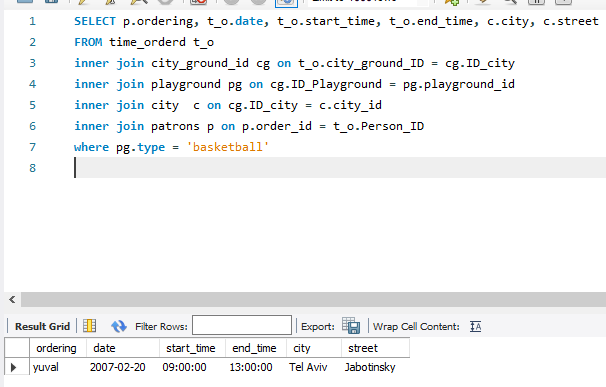 1 SELECT p.ordering, t_o.date, t_o.start_time, t_o.end_time, c.city, c.street
2 FROM time_orderd t_o
3 inner join city_ground_id cg on t_o.city_ground_ID = cg.ID_city
4 inner join playground pg on cg.ID_Playground = pg.playground_id
5 inner join city  c on cg.ID_city = c.city_id
6 inner join patrons p on p.order_id = t_o.Person_ID
7 where pg.type = 'basketball'
8
Result Grid Filter Rows: Export: Wrap Cell Content:
ordering date start_time end_time city street
yuval 2007-02-20 09:00:00 13:00:00 Tel Aviv Jabotinsky